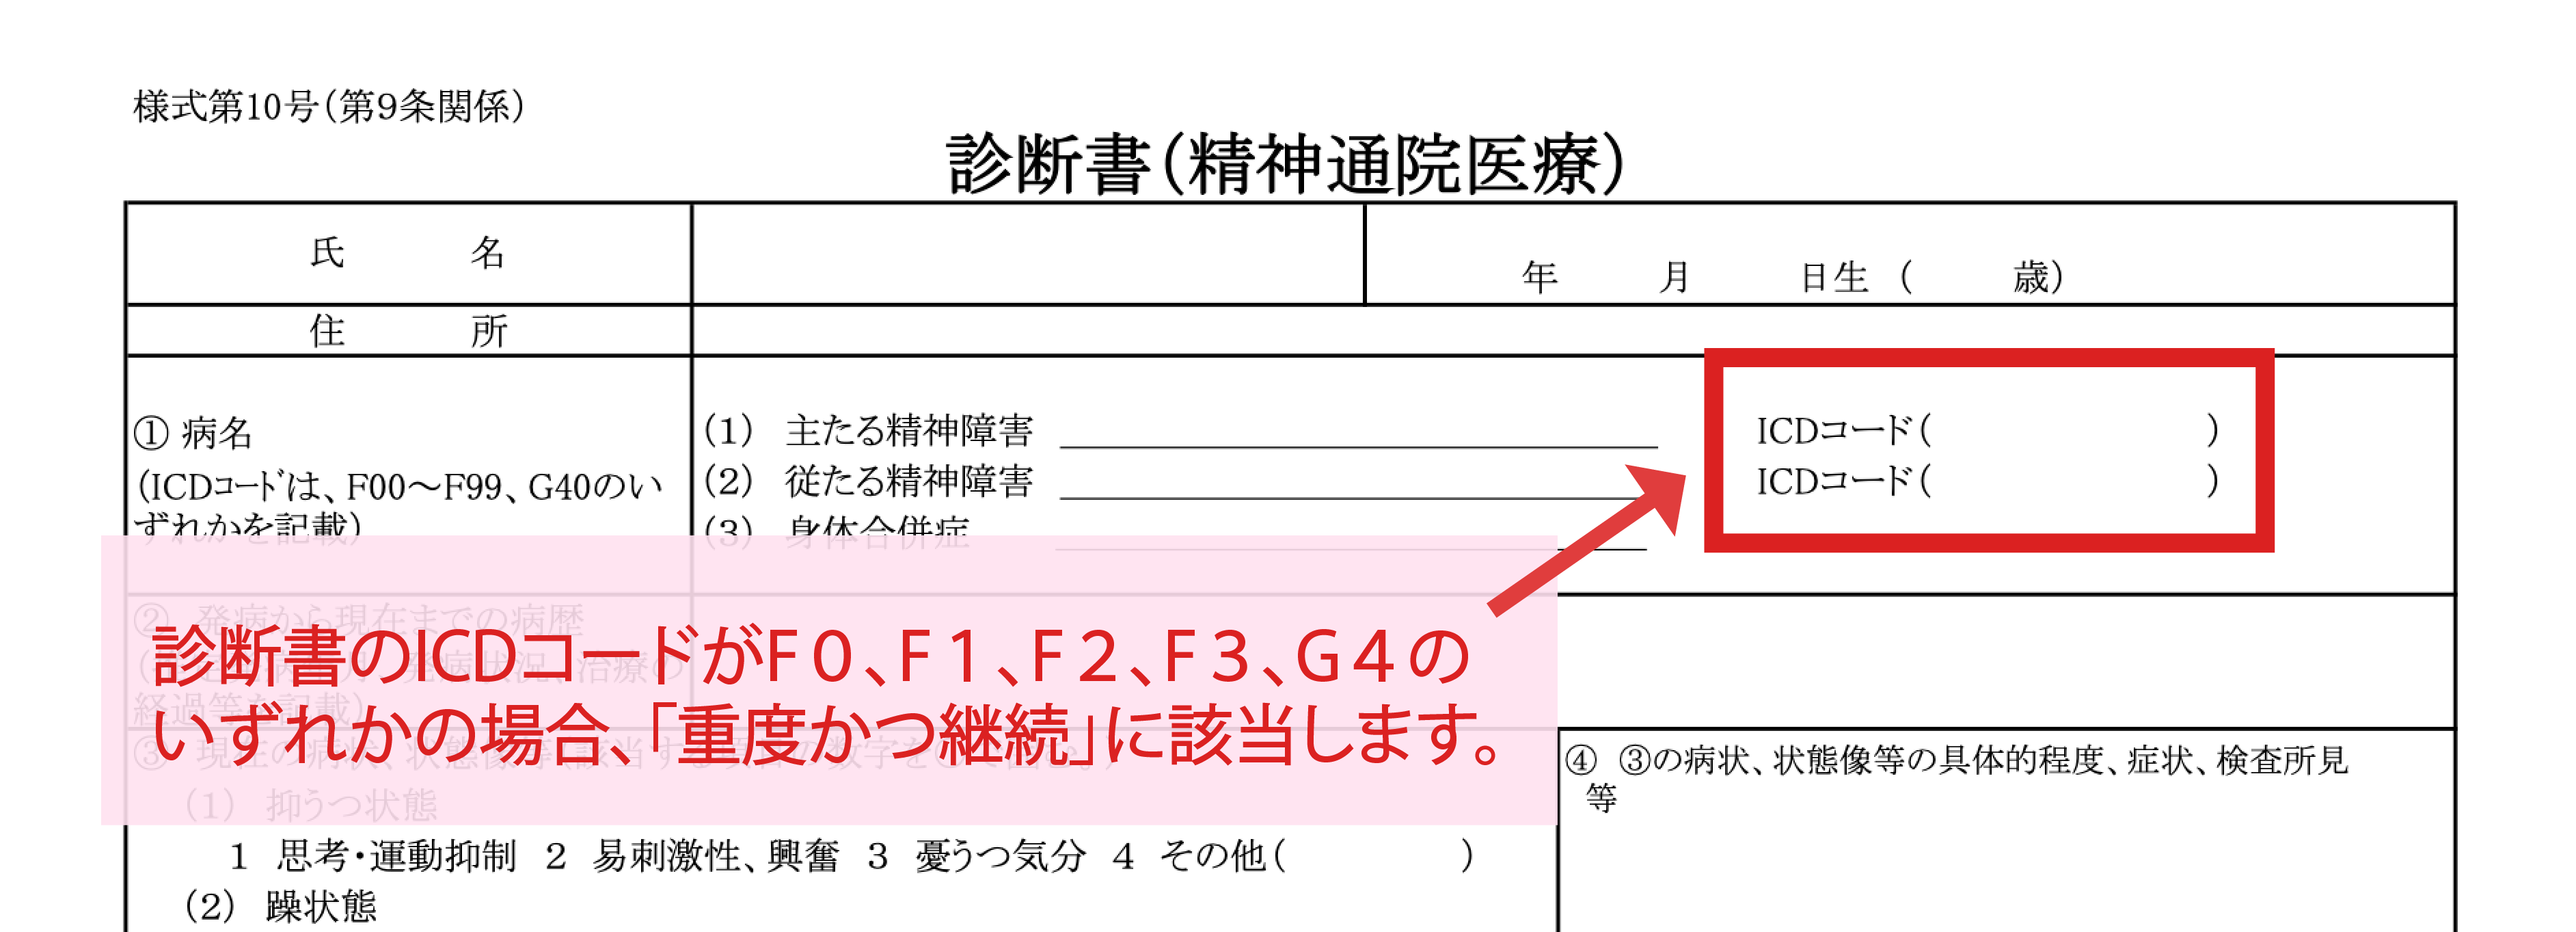 様式第10号(第9条関係)
診断書(精神通院医療)
氏　名
年　月　日生 (　歳)
住　所
① 病名
(ICDコードは、F00～F99、G40のいずれかを記載)
(1) 主たる精神障害 ICDコード(　)
(2) 従たる精神障害 ICDコード(　)
(3) 身体合併症
② 発病から現在までの病歴
発病状況、治療の
経過等を記載)
診断書のICDコードがF0、F1、F2、F3、G4の
いずれかの場合、「重度かつ継続」に該当します。
③ 現在の病状、状態像等
(1) 抑うつ状態
1 思考・運動抑制 2 易刺激性、興奮 3 憂うつ気分 4 その他(　)
(2) 躁状態
④ ③の病状、状態像等の具体的程度、症状、検査所見
等